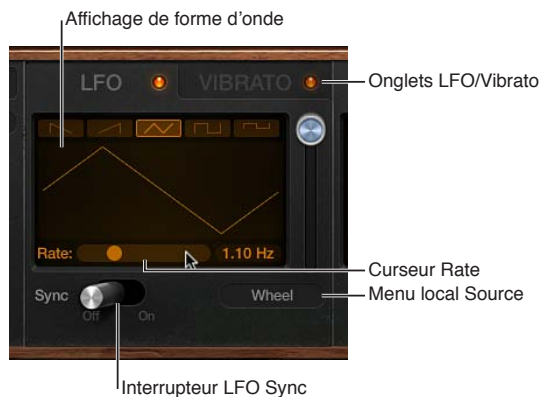 Affichage de forme d’onde
LFO VIBRATO
Onglets LFO/Vibrato
Rate: 1.10 Hz
Curseur Rate
Sync Wheel
Menu local Source
Off On
Interrupteur LFO Sync